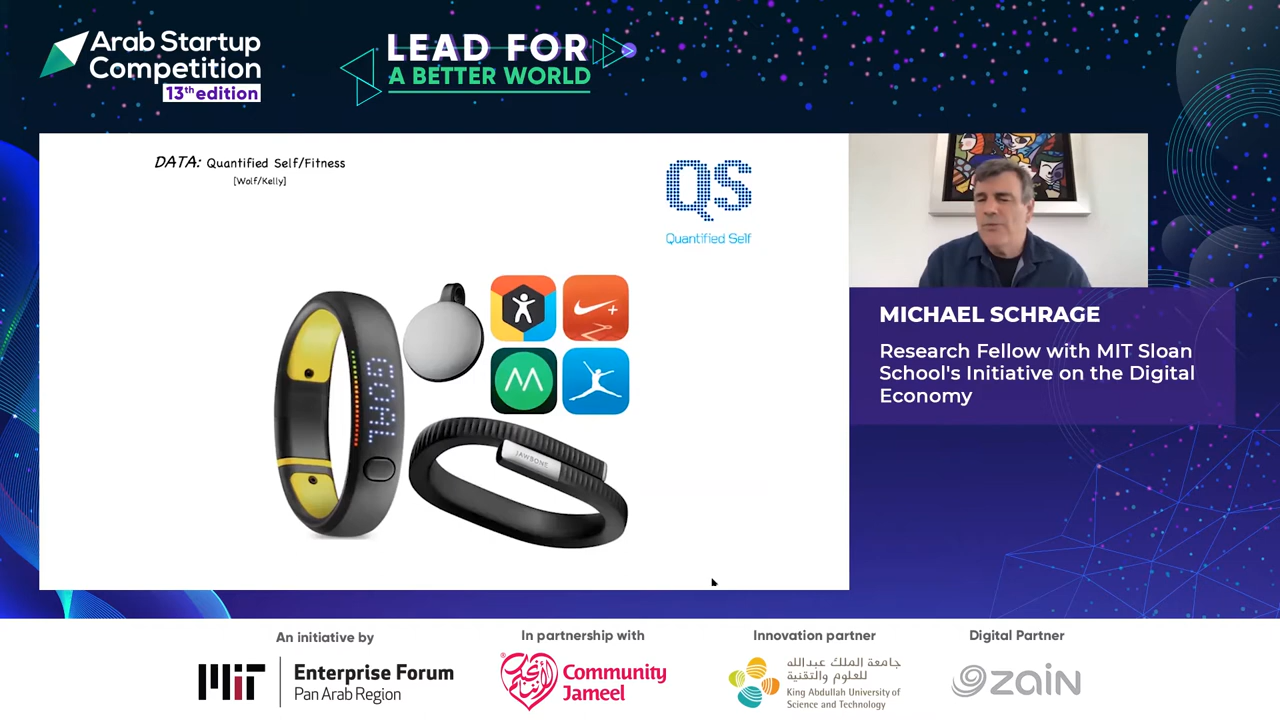 Arab Startup
Competition
13th edition
LEAD FOR
A BETTER WORLD
DATA: Quantified Self/Fitness
[Wolf/Kelly]
QS
Quantified Self
GOAL
JAWBONE
MICHAEL SCHRAGE
Research Fellow with MIT Sloan
School's Initiative on the Digital
Economy
An initiative by
MIT
Enterprise Forum
Pan Arab Region
In partnership with
Community
Jameel
Innovation partner
جامعة الملك عبدالله
للعلوم والتقنية
King Abdullah University of
Science and Technology
Digital Partner
zain